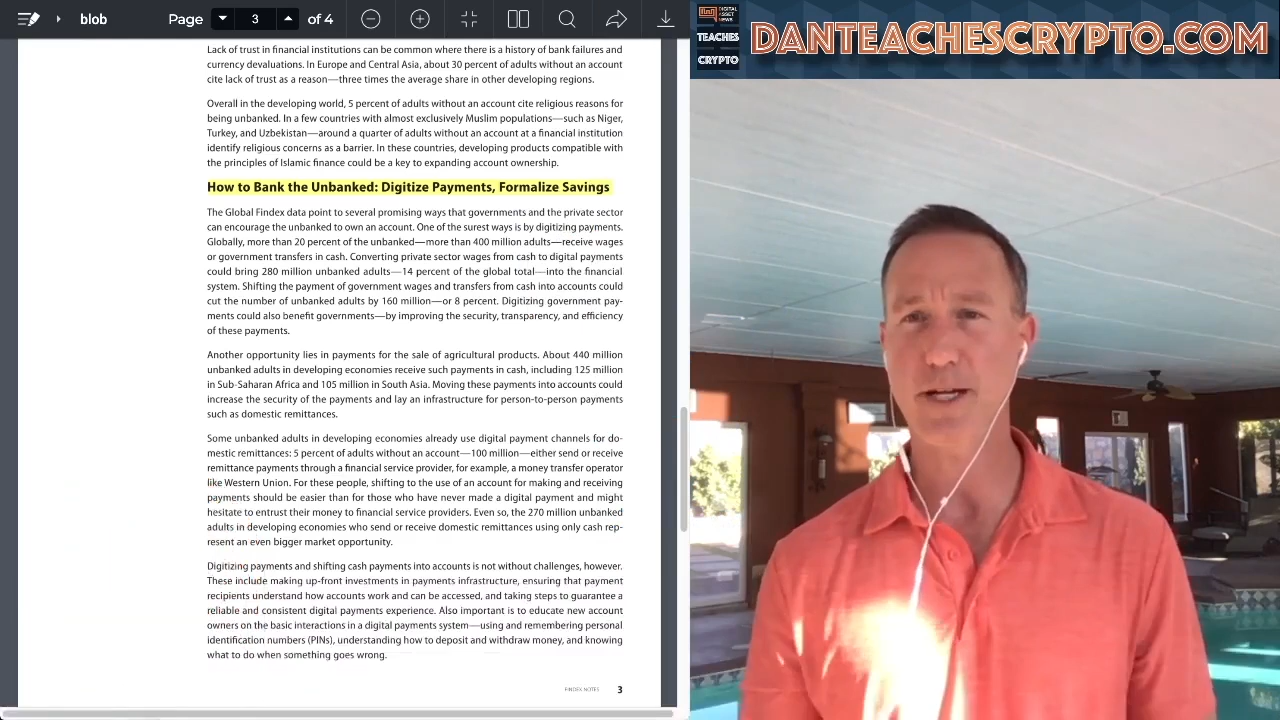 blob
Page 3 of 4
Lack of trust in financial institutions can be common where there is a history of bank failures and
currency devaluations. In Europe and Central Asia, about 30 percent of adults without an account
cite lack of trust as a reason—three times the average share in other developing regions.
Overall in the developing world, 5 percent of adults without an account cite religious reasons for
being unbanked. In a few countries with almost exclusively Muslim populations—such as Niger,
Turkey, and Uzbekistan—around a quarter of adults without an account at a financial institution
identify religious concerns as a barrier. In these countries, developing products compatible with
the principles of Islamic finance could be a key to expanding account ownership.
How to Bank the Unbanked: Digitize Payments, Formalize Savings
The Global Findex data point to several promising ways that governments and the private sector
can encourage the unbanked to own an account. One of the surest ways is by digitizing payments.
Globally, more than 20 percent of the unbanked—more than 400 million adults—receive wages
or government transfers in cash. Converting private sector wages from cash to digital payments
could bring 280 million unbanked adults—14 percent of the global total—into the financial
system. Shifting the payment of government wages and transfers from cash into accounts could
cut the number of unbanked adults by 160 million—or 8 percent. Digitizing government pay-
ments could also benefit governments—by improving the security, transparency, and efficiency
of these payments.
Another opportunity lies in payments for the sale of agricultural products. About 440 million
unbanked adults in developing economies receive such payments in cash, including 125 million
in Sub-Saharan Africa and 105 million in South Asia. Moving these payments into accounts could
increase the security of the payments and lay an infrastructure for person-to-person payments
such as domestic remittances.
Some unbanked adults in developing economies already use digital payment channels for do-
mestic remittances: 5 percent of adults without an account—100 million—either send or receive
remittance payments through a financial service provider, for example, a money transfer operator
like Western Union. For these people, shifting to the use of an account for making and receiving
payments should be easier than for those who have never made a digital payment and might
hesitate to entrust their money to financial service providers. Even so, the 270 million unbanked
adults in developing economies who send or receive domestic remittances using only cash rep-
resent an even bigger market opportunity.
Digitizing payments and shifting cash payments into accounts is not without challenges, however.
These include making up-front investments in payments infrastructure, ensuring that payment
recipients understand how accounts work and can be accessed, and taking steps to guarantee a
reliable and consistent digital payments experience. Also important is to educate new account
owners on the basic interactions in a digital payments system—using and remembering personal
identification numbers (PINs), understanding how to deposit and withdraw money, and knowing
what to do when something goes wrong.
FINDEX NOTES 3
DIGITAL
ASSET
NEWS
TEACHES
CRYPTO
DANTEACHESCRYPTO.COM